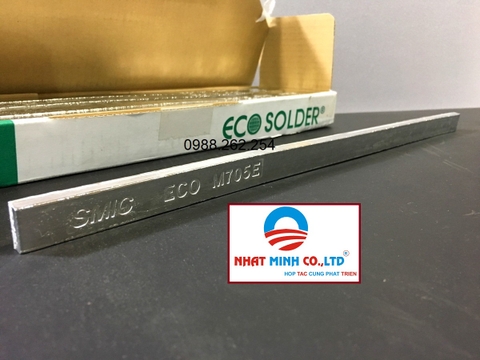 ECO SOLDER®
0988.262.254
SMIC ECO M705E
NHAT MINH CO.,LTD®
HOP TAC CUNG PHAT TRIEN